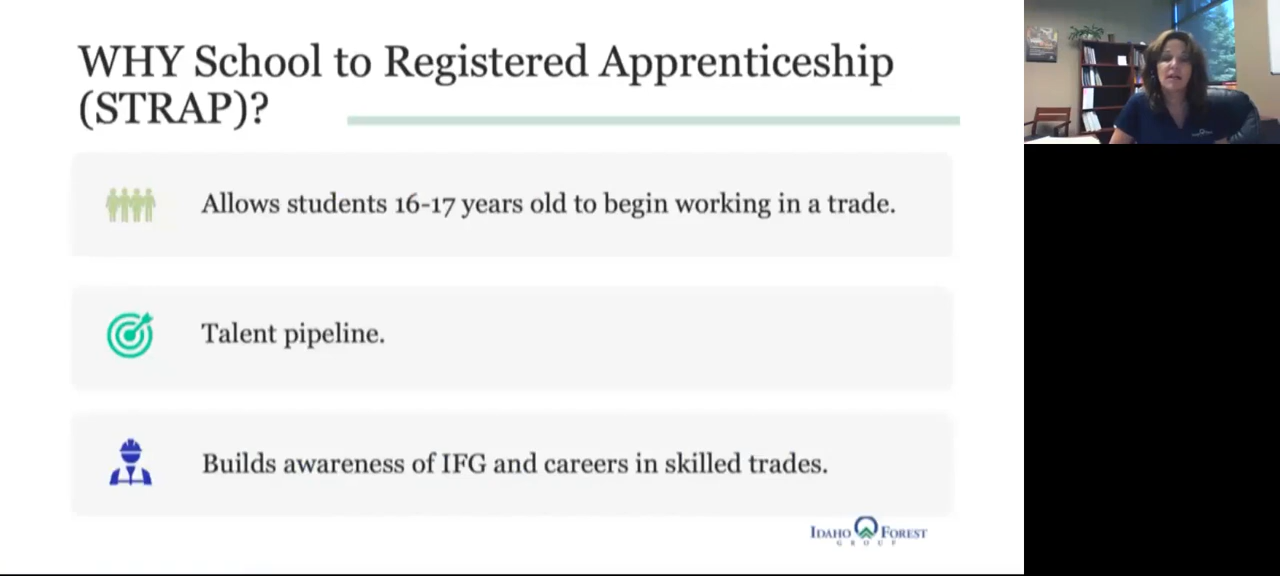 WHY School to Registered Apprenticeship
(STRAP)?
Allows students 16-17 years old to begin working in a trade.
Talent pipeline.
Builds awareness of IFG and careers in skilled trades.
IDAHO FOREST
GROUP